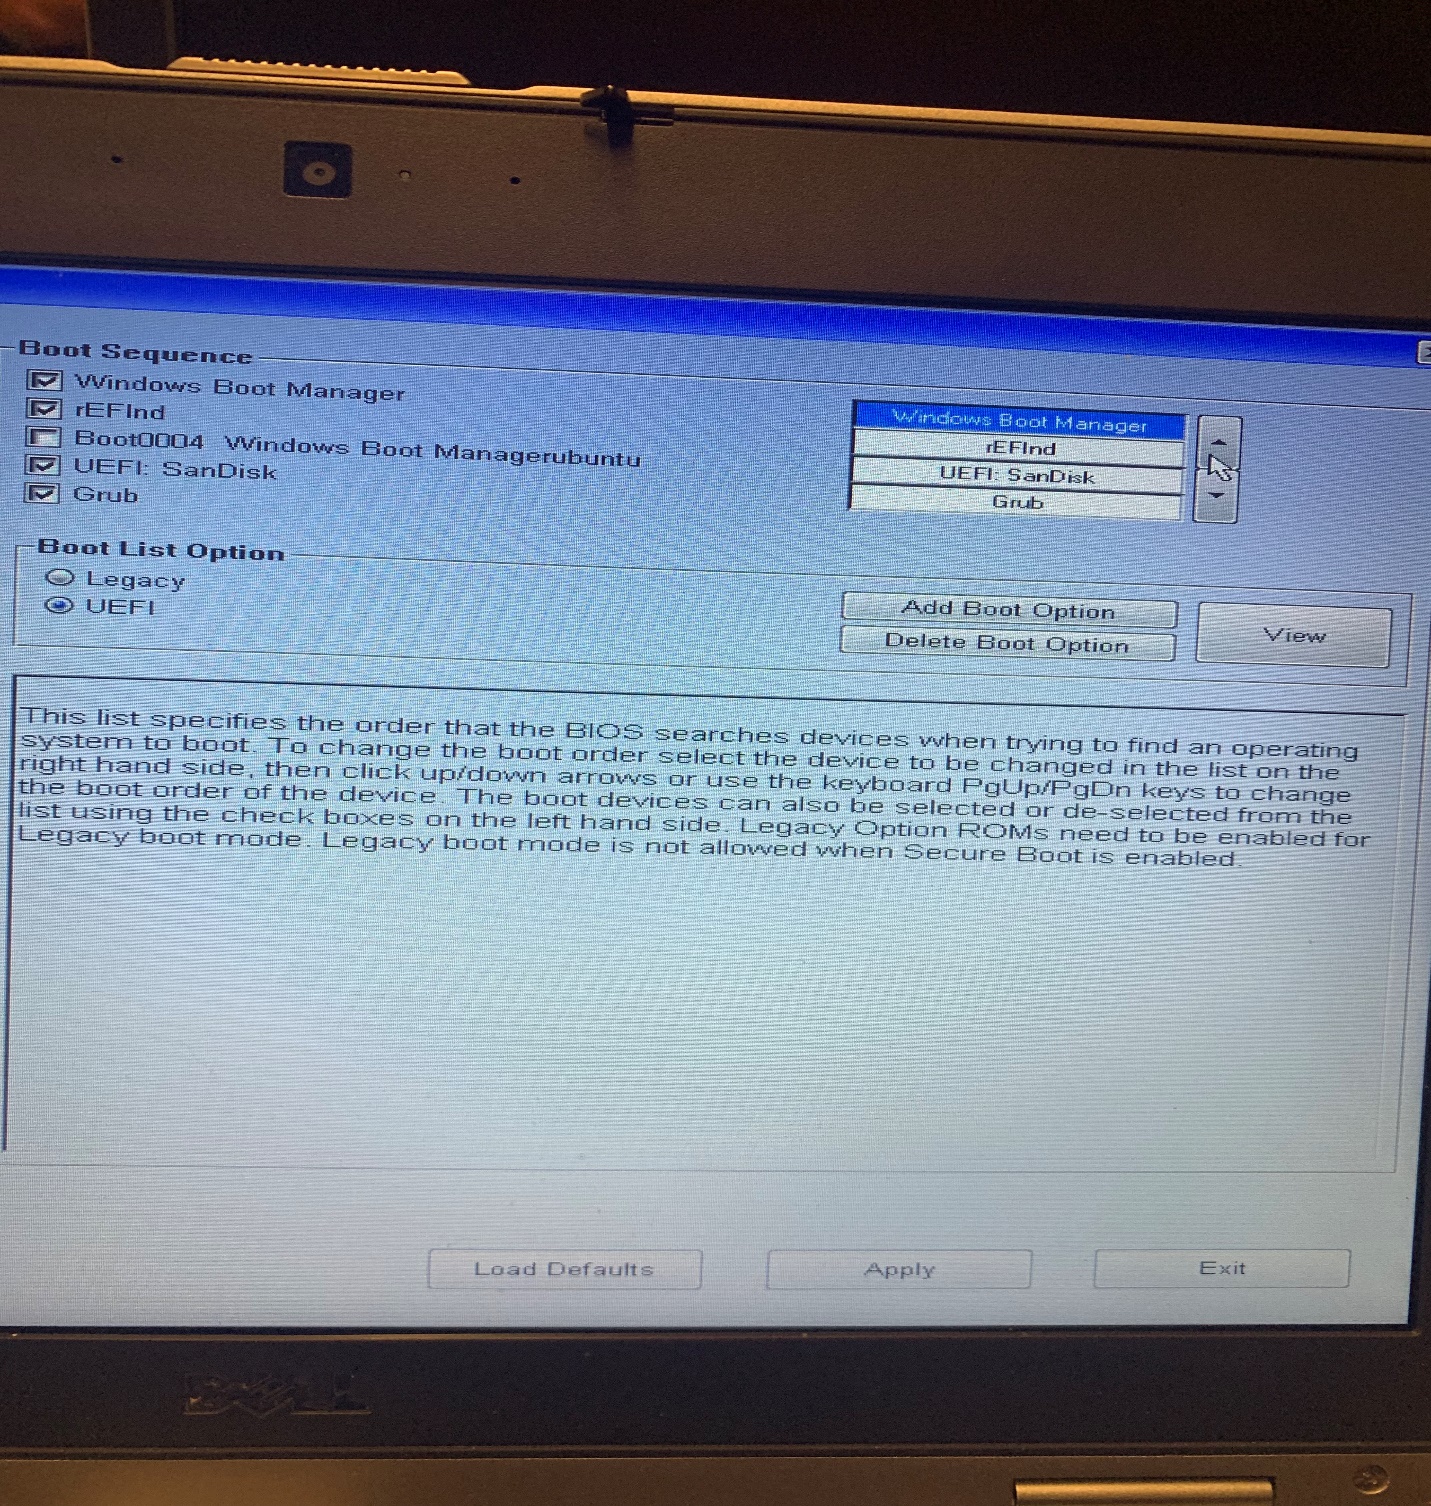 Boot Sequence
Windows Boot Manager
rEFInd
Boot0004 Windows Boot Managerubuntu
UEFI: SanDisk
Grub
Windows Boot Manager
rEFInd
UEFI: SanDisk
Grub
Boot List Option
Legacy
UEFI
Add Boot Option
Delete Boot Option
View
This list specifies the order that the BIOS searches devices when trying to find an operating
system to boot. To change the boot order select the device to be changed in the list on the
right hand side, then click up/down arrows or use the keyboard PgUp/PgDn keys to change
the boot order of the device. The boot devices can also be selected or de-selected from the
list using the check boxes on the left hand side. Legacy Option ROMs need to be enabled for
Legacy boot mode. Legacy boot mode is not allowed when Secure Boot is enabled.
Load Defaults
Apply
Exit
DELL